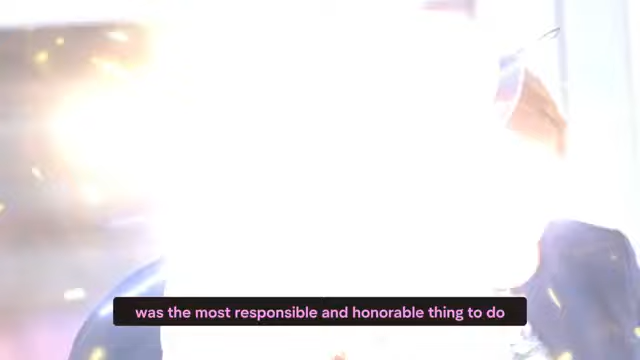 was the most responsible and honorable thing to do